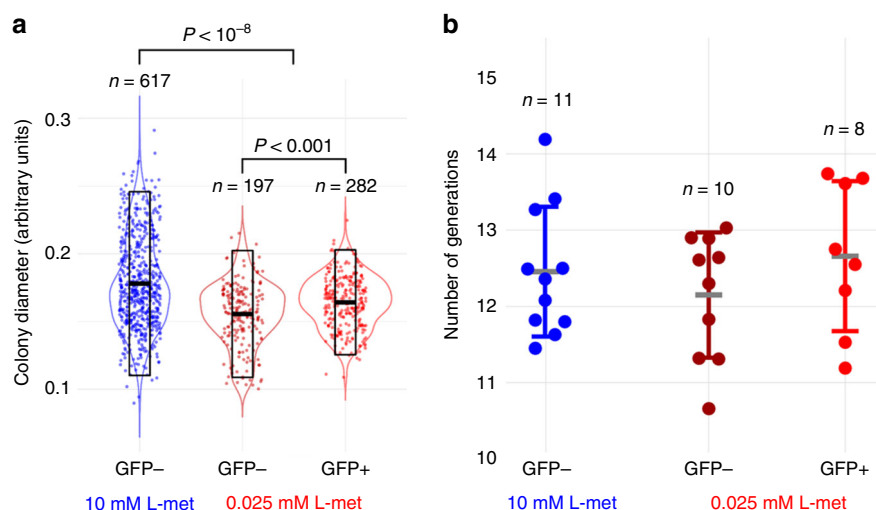 a
P < 10–8
n = 617
P < 0.001
n = 197
n = 282
Colony diameter (arbitrary units)
0.3
0.2
0.1
GFP–
GFP–
GFP+
10 mM L-met
0.025 mM L-met
b
Number of generations
15
14
13
12
11
10
n = 11
n = 10
n = 8
GFP–
GFP–
GFP+
10 mM L-met
0.025 mM L-met